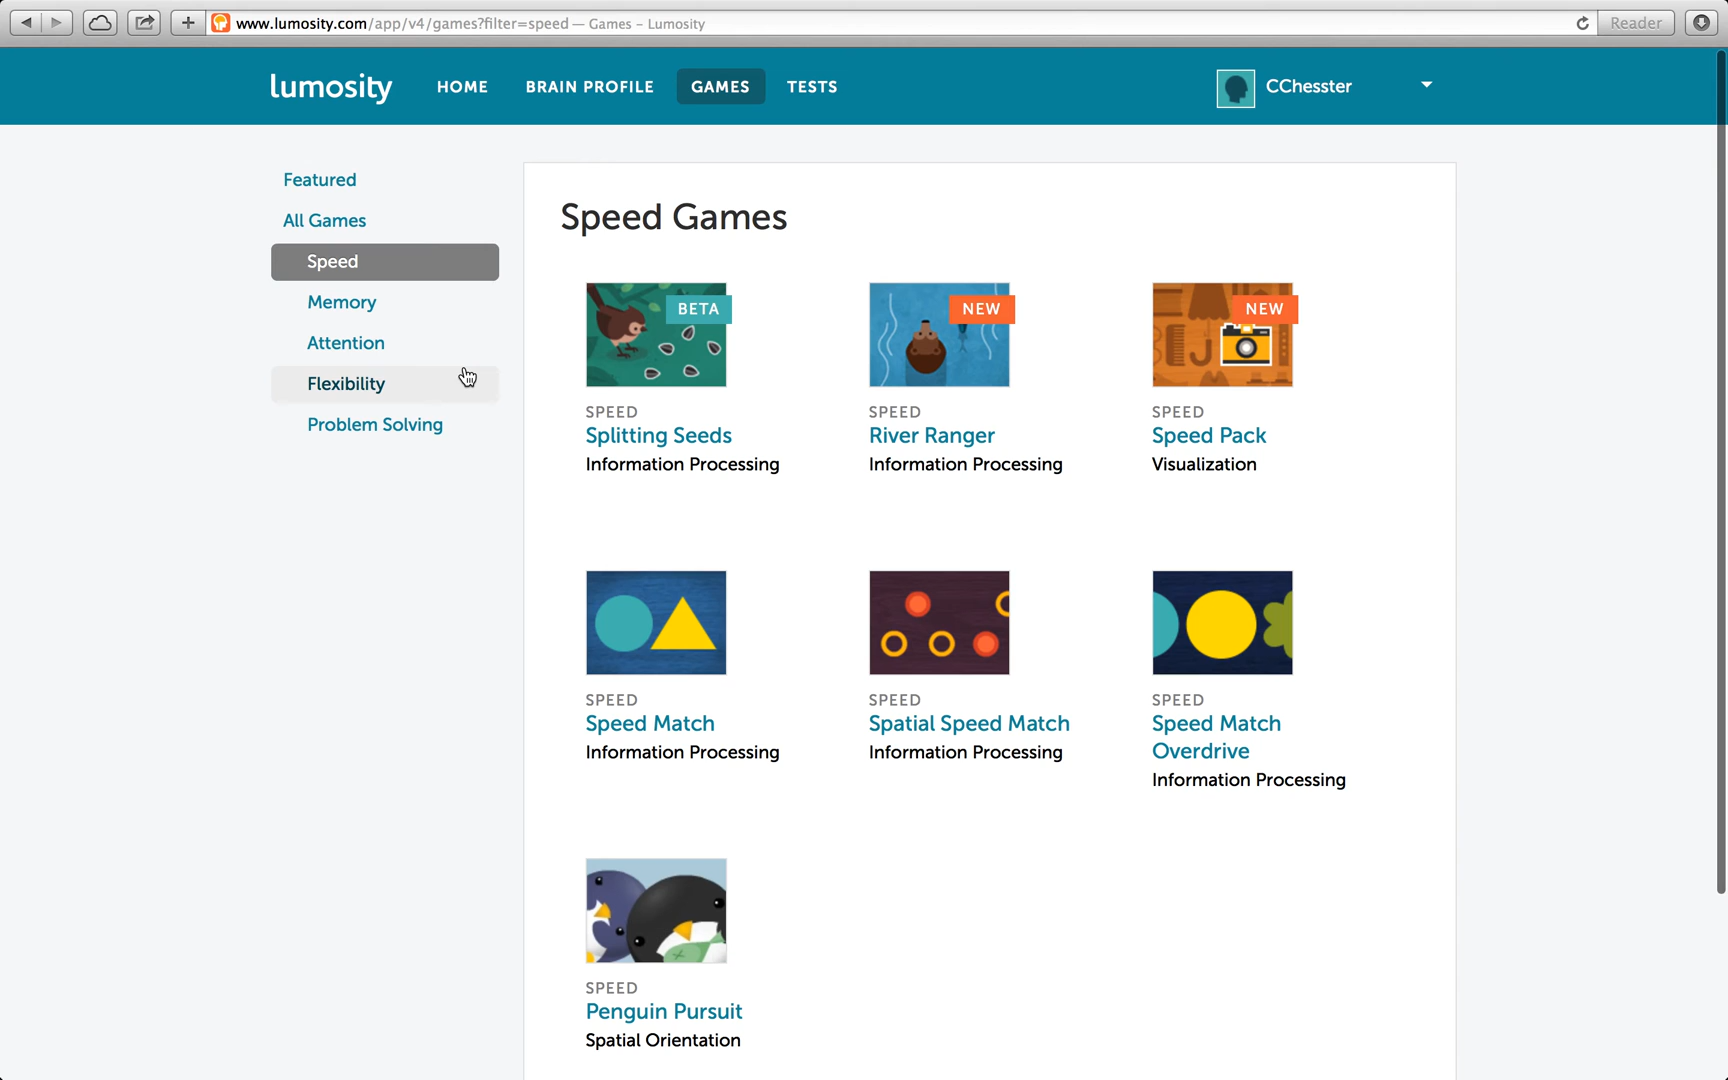 www.lumosity.com/app/v4/games?filter=speed — Games – Lumosity
Reader
lumosity
HOME
BRAIN PROFILE
GAMES
TESTS
CChesster
Featured
All Games
Speed
Memory
Attention
Flexibility
Problem Solving
Speed Games
BETA
SPEED
Splitting Seeds
Information Processing
NEW
SPEED
River Ranger
Information Processing
NEW
SPEED
Speed Pack
Visualization
SPEED
Speed Match
Information Processing
SPEED
Spatial Speed Match
Information Processing
SPEED
Speed Match
Overdrive
Information Processing
SPEED
Penguin Pursuit
Spatial Orientation